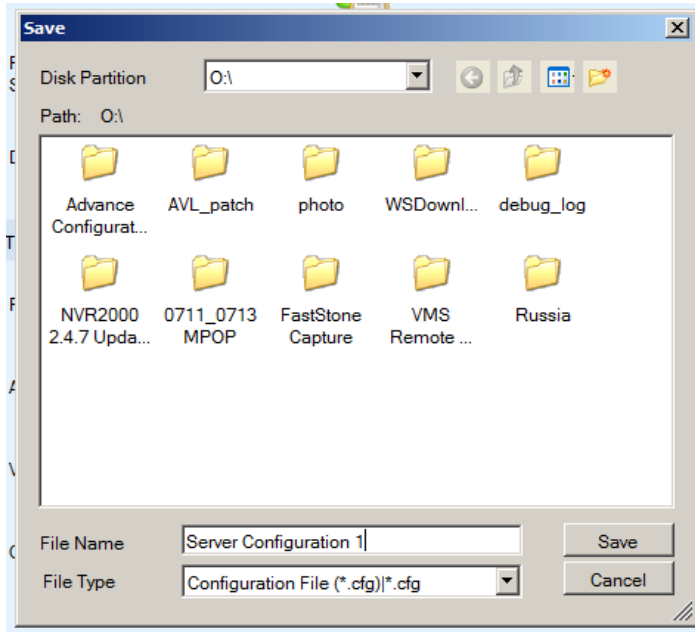 Save
Disk Partition O:\
Path: O:\
Advance Configurat...
AVL_patch
photo
WSDownl...
debug_log
NVR2000 2.4.7 Upda...
0711_0713 MPOP
FastStone Capture
VMS Remote ...
Russia
File Name Server Configuration 1 Save
File Type Configuration File (*.cfg)|*.cfg Cancel